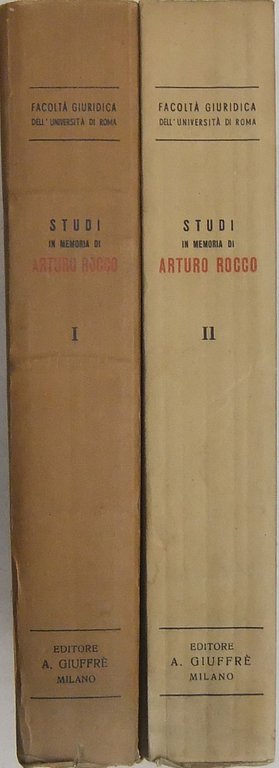 FACOLTÀ GIURIDICA
DELL'UNIVERSITÀ DI ROMA
STUDI
IN MEMORIA DI
ARTURO ROCCO
I
EDITORE
A. GIUFFRÈ
MILANO
FACOLTÀ GIURIDICA
DELL'UNIVERSITÀ DI ROMA
STUDI
IN MEMORIA DI
ARTURO ROCCO
II
EDITORE
A. GIUFFRÈ
MILANO